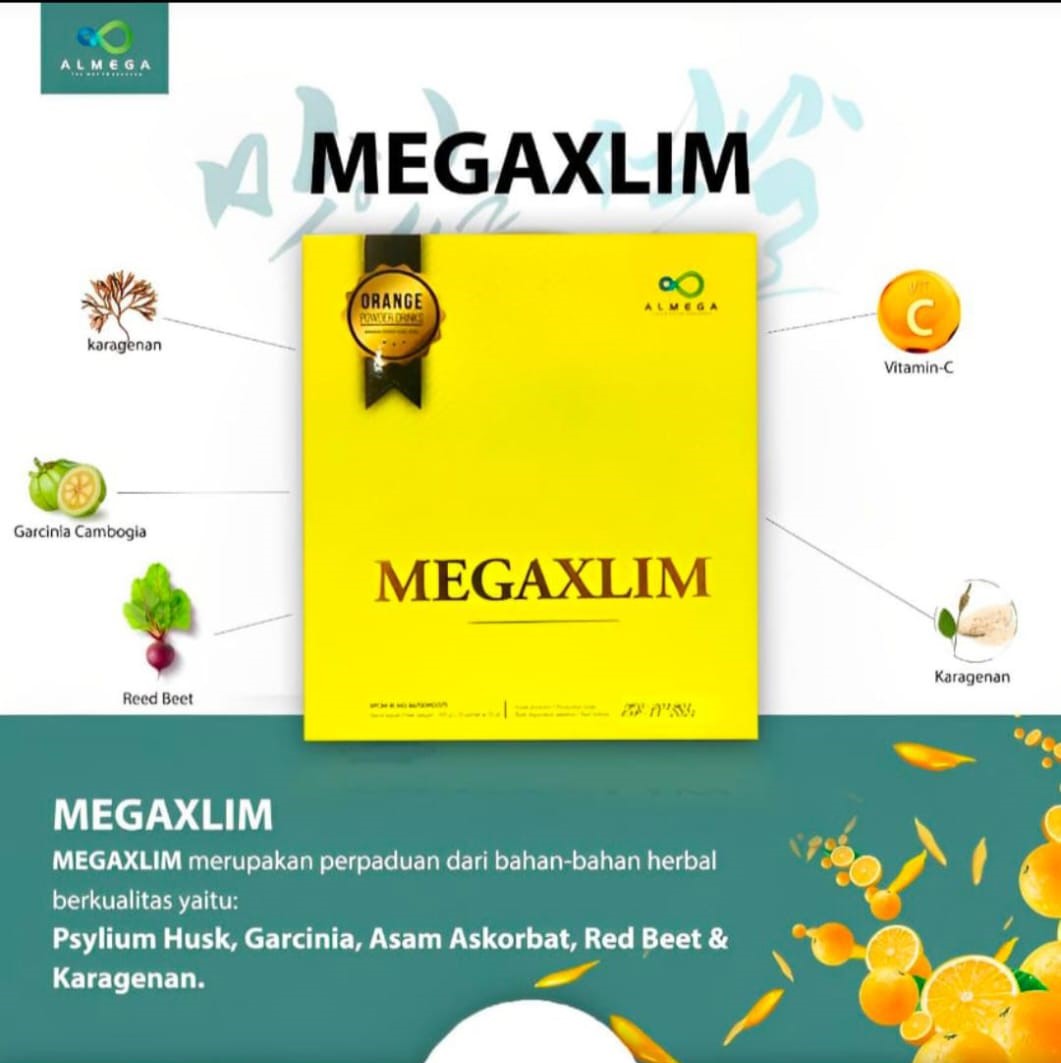 ALMEGA
MEGAXLIM
ORANGE
POWDER DRINKS
ALMEGA
karagenan
C
Vitamin-C
Garcinia Cambogia
Reed Beet
Karagenan
MEGAXLIM
MEGAXLIM
MEGAXLIM merupakan perpaduan dari bahan-bahan herbal
berkualitas yaitu:
Psylium Husk, Garcinia, Asam Askorbat, Red Beet &
Karagenan.